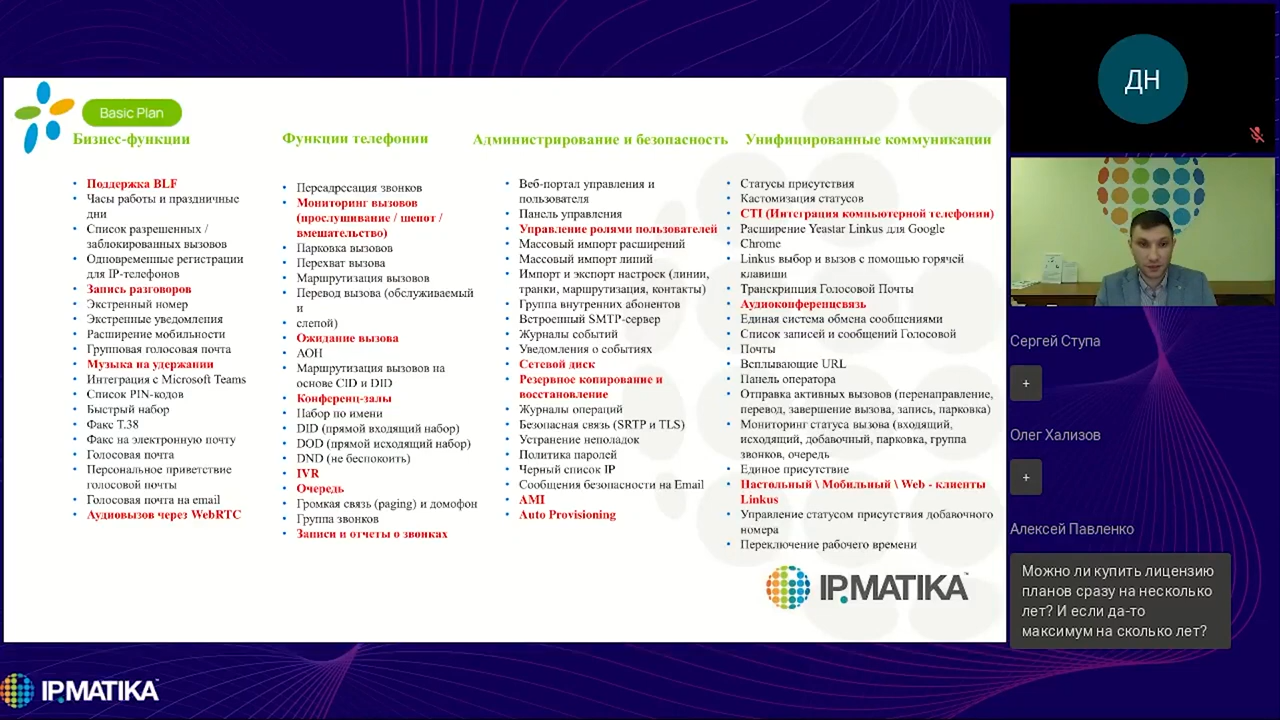 Basic Plan
Бизнес-функции
Поддержка BLF
Часы работы и праздничные
дни
Список разрешенных /
заблокированных вызовов
Одновременные регистрации
для IP-телефонов
Запись разговоров
Экстренный номер
Экстренные уведомления
Расширение мобильности
Групповая голосовая почта
Музыка на удержании
Интеграция с Microsoft Teams
Список PIN-кодов
Быстрый набор
Факс T.38
Факс на электронную почту
Голосовая почта
Персональное приветствие
голосовой почты
Голосовая почта на email
Аудиовызов через WebRTC
Функции телефонии
Переадресация звонков
Мониторинг вызовов
(прослушивание / шепот /
вмешательство)
Парковка вызовов
Перехват вызова
Маршрутизация вызовов
Перевод вызова (обслуживаемый
и
слепой)
Ожидание вызова
АОН
Маршрутизация вызовов на
основе CID и DID
Конференц-залы
Набор по имени
DID (прямой входящий набор)
DOD (прямой исходящий набор)
DND (не беспокоить)
IVR
Очередь
Громкая связь (paging) и домофон
Группа звонков
Записи и отчеты о звонках
Администрирование и безопасность
Веб-портал управления и
пользователя
Панель управления
Управление ролями пользователей
Массовый импорт расширений
Массовый импорт линий
Импорт и экспорт настроек (линии,
транки, маршрутизация, контакты)
Группа внутренних абонентов
Встроенный SMTP-сервер
Журналы событий
Уведомления о событиях
Сетевой диск
Резервное копирование и
восстановление
Журналы операций
Безопасная связь (SRTP и TLS)
Устранение неполадок
Политика паролей
Черный список IP
Сообщения безопасности на Email
AMI
Auto Provisioning
Унифицированные коммуникации
Статусы присутствия
Кастомизация статусов
CTI (Интеграция компьютерной телефонии)
Расширение Yeastar Linkus для Google
Chrome
Linkus выбор и вызов с помощью горячей
клавиши
Транскрипция Голосовой Почты
Аудиоконференцсвязь
Единая система обмена сообщениями
Список записей и сообщений Голосовой
Почты
Всплывающие URL
Панель оператора
Отправка активных вызовов (перенаправление,
перевод, завершение вызова, запись, парковка)
Мониторинг статуса вызова (входящий,
исходящий, добавочный, парковка, группа
звонков, очередь
Единое присутствие
Настольный \ Мобильный \ Web - клиенты
Linkus
Управление статусом присутствия добавочного
номера
Переключение рабочего времени
IPMATIKA™
IPMATIKA™
ДН
Сергей Ступа
+
Олег Хализов
+
Алексей Павленко
Можно ли купить лицензию
планов сразу на несколько
лет? И если да-то
максимум на сколько лет?